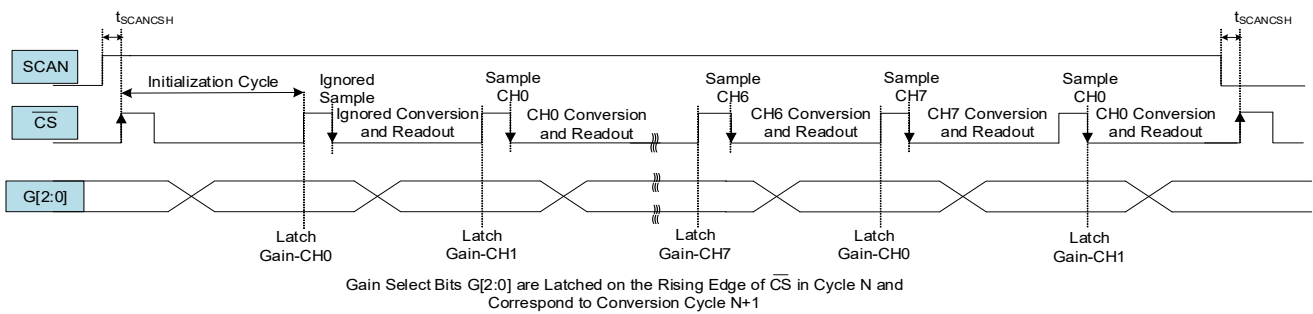 tSCANCSH
tSCANCSH
SCAN
Initialization Cycle
Ignored
Sample
Sample
CH0
Sample
CH6
Sample
CH7
Sample
CH0
CS
Ignored Conversion
and Readout
CH0 Conversion
and Readout
CH6 Conversion
and Readout
CH7 Conversion
and Readout
CH0 Conversion
and Readout
G[2:0]
Latch
Gain-CH0
Latch
Gain-CH1
Latch
Gain-CH7
Latch
Gain-CH0
Latch
Gain-CH1
Gain Select Bits G[2:0] are Latched on the Rising Edge of CS in Cycle N and
Correspond to Conversion Cycle N+1